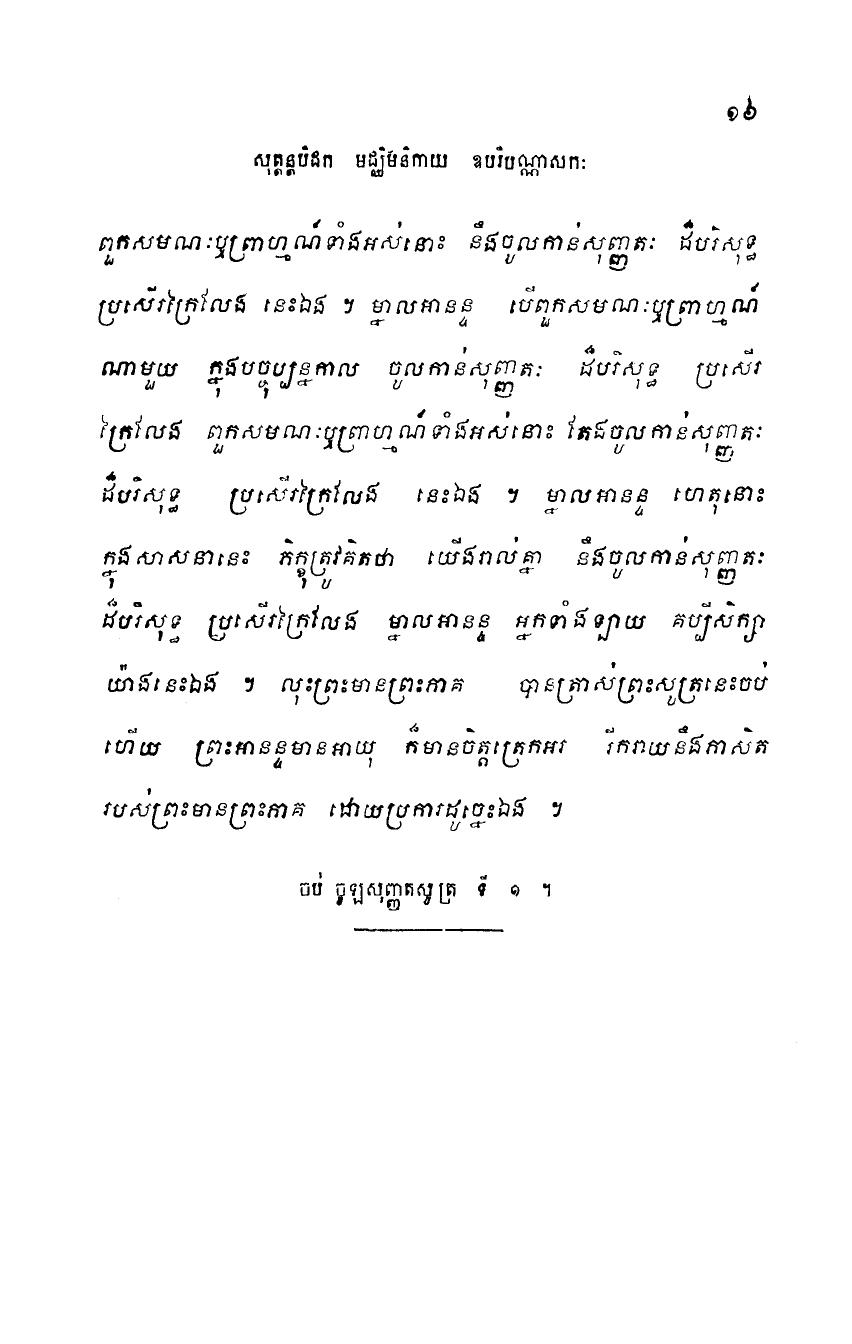 ១៦
សុត្តន្តបិដក មជ្ឈិមនិកាយ ឧបរិបណ្ណាសកៈ
ពួកសមណៈឬព្រាហ្មណ៍ទាំងអស់នោះ នឹងចូលកាន់សុញ្ញតៈ ដ៏បរិសុទ្ធ
ប្រសើរក្រៃលែង នេះឯង ។ ម្នាលអានន្ទ បើពួកសមណៈឬព្រាហ្មណ៍
ណាមួយ ក្នុងបច្ចុប្បន្នកាល ចូលកាន់សុញ្ញតៈ ដ៏បរិសុទ្ធ ប្រសើរ
ក្រៃលែង ពួកសមណៈឬព្រាហ្មណ៍ទាំងអស់នោះ តែងចូលកាន់សុញ្ញតៈ
ដ៏បរិសុទ្ធ ប្រសើរក្រៃលែង នេះឯង ។ ម្នាលអានន្ទ ហេតុនោះ
ក្នុងសាសនានេះ ភិក្ខុត្រូវគិតថា យើងរាល់គ្នា នឹងចូលកាន់សុញ្ញតៈ
ដ៏បរិសុទ្ធ ប្រសើរក្រៃលែង ម្នាលអានន្ទ អ្នកទាំងឡាយ គប្បីសិក្សា
យ៉ាងនេះឯង ។ លុះព្រះមានព្រះភាគ បានត្រាស់ព្រះសូត្រនេះចប់
ហើយ ព្រះអានន្ទមានអាយុ ក៏មានចិត្តត្រេកអរ រីករាយនឹងភាសិត
របស់ព្រះមានព្រះភាគ ដោយប្រការដូច្នេះឯង ។
ចប់ ចូឡសុញ្ញតសូត្រ ទី ១ ។